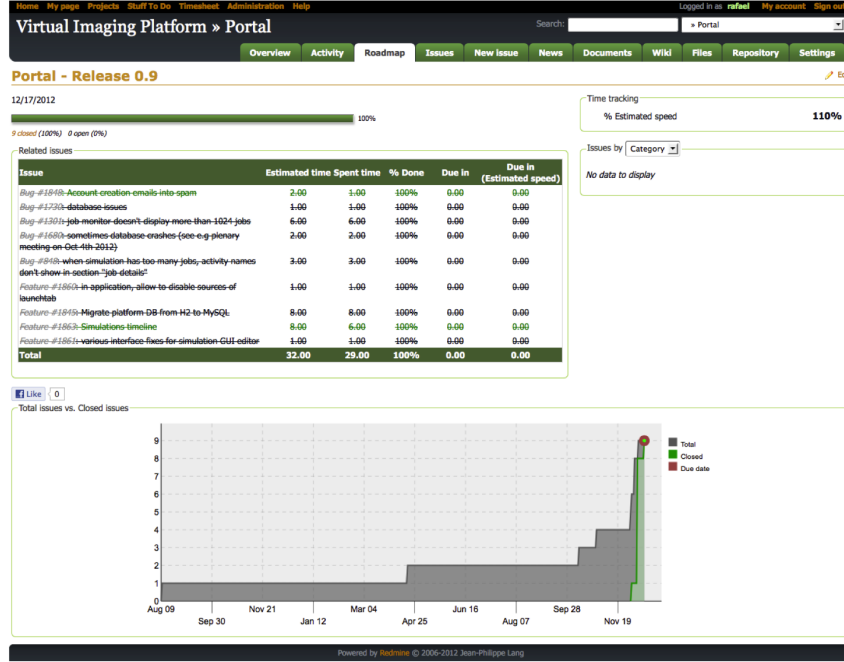 Home My page Projects Stuff To Do Timesheet Administration Help
Logged in as rafael My account Sign out
Virtual Imaging Platform » Portal
Search:
» Portal
Overview Activity Roadmap Issues New issue News Documents Wiki Files Repository Settings
Portal - Release 0.9
12/17/2012
100%
9 closed (100%) 0 open (0%)
Time tracking
% Estimated speed 110%
Issues by Category
No data to display
Related issues
Issue Estimated time Spent time % Done Due in Due in (Estimated speed)
Bug #1848: Account creation emails into spam 2.00 1.00 100% 0.00 0.00
Bug #1730: database issues 1.00 1.00 100% 0.00 0.00
Bug #1301: job monitor doesn't display more than 1024 jobs 6.00 6.00 100% 0.00 0.00
Bug #1680: sometimes database crashes (see e.g plenary 2.00 2.00 100% 0.00 0.00
meeting on Oct 4th 2012)
Bug #848: when simulation has too many jobs, activity names 3.00 3.00 100% 0.00 0.00
don't show in section "job details"
Feature #1860: in application, allow to disable sources of 1.00 1.00 100% 0.00 0.00
launchtab
Feature #1845: Migrate platform DB from H2 to MySQL 8.00 8.00 100% 0.00 0.00
Feature #1863: Simulations timeline 8.00 6.00 100% 0.00 0.00
Feature #1861: various interface fixes for simulation GUI editor 1.00 1.00 100% 0.00 0.00
Total 32.00 29.00 100% 0.00 0.00
Like 0
Total issues vs. Closed issues
9
8
7
6
5
4
3
2
1
0
Total
Closed
Due date
Aug 09 Nov 21 Mar 04 Jun 16 Sep 28
Sep 30 Jan 12 Apr 25 Aug 07 Nov 19
Powered by Redmine © 2006-2012 Jean-Philippe Lang